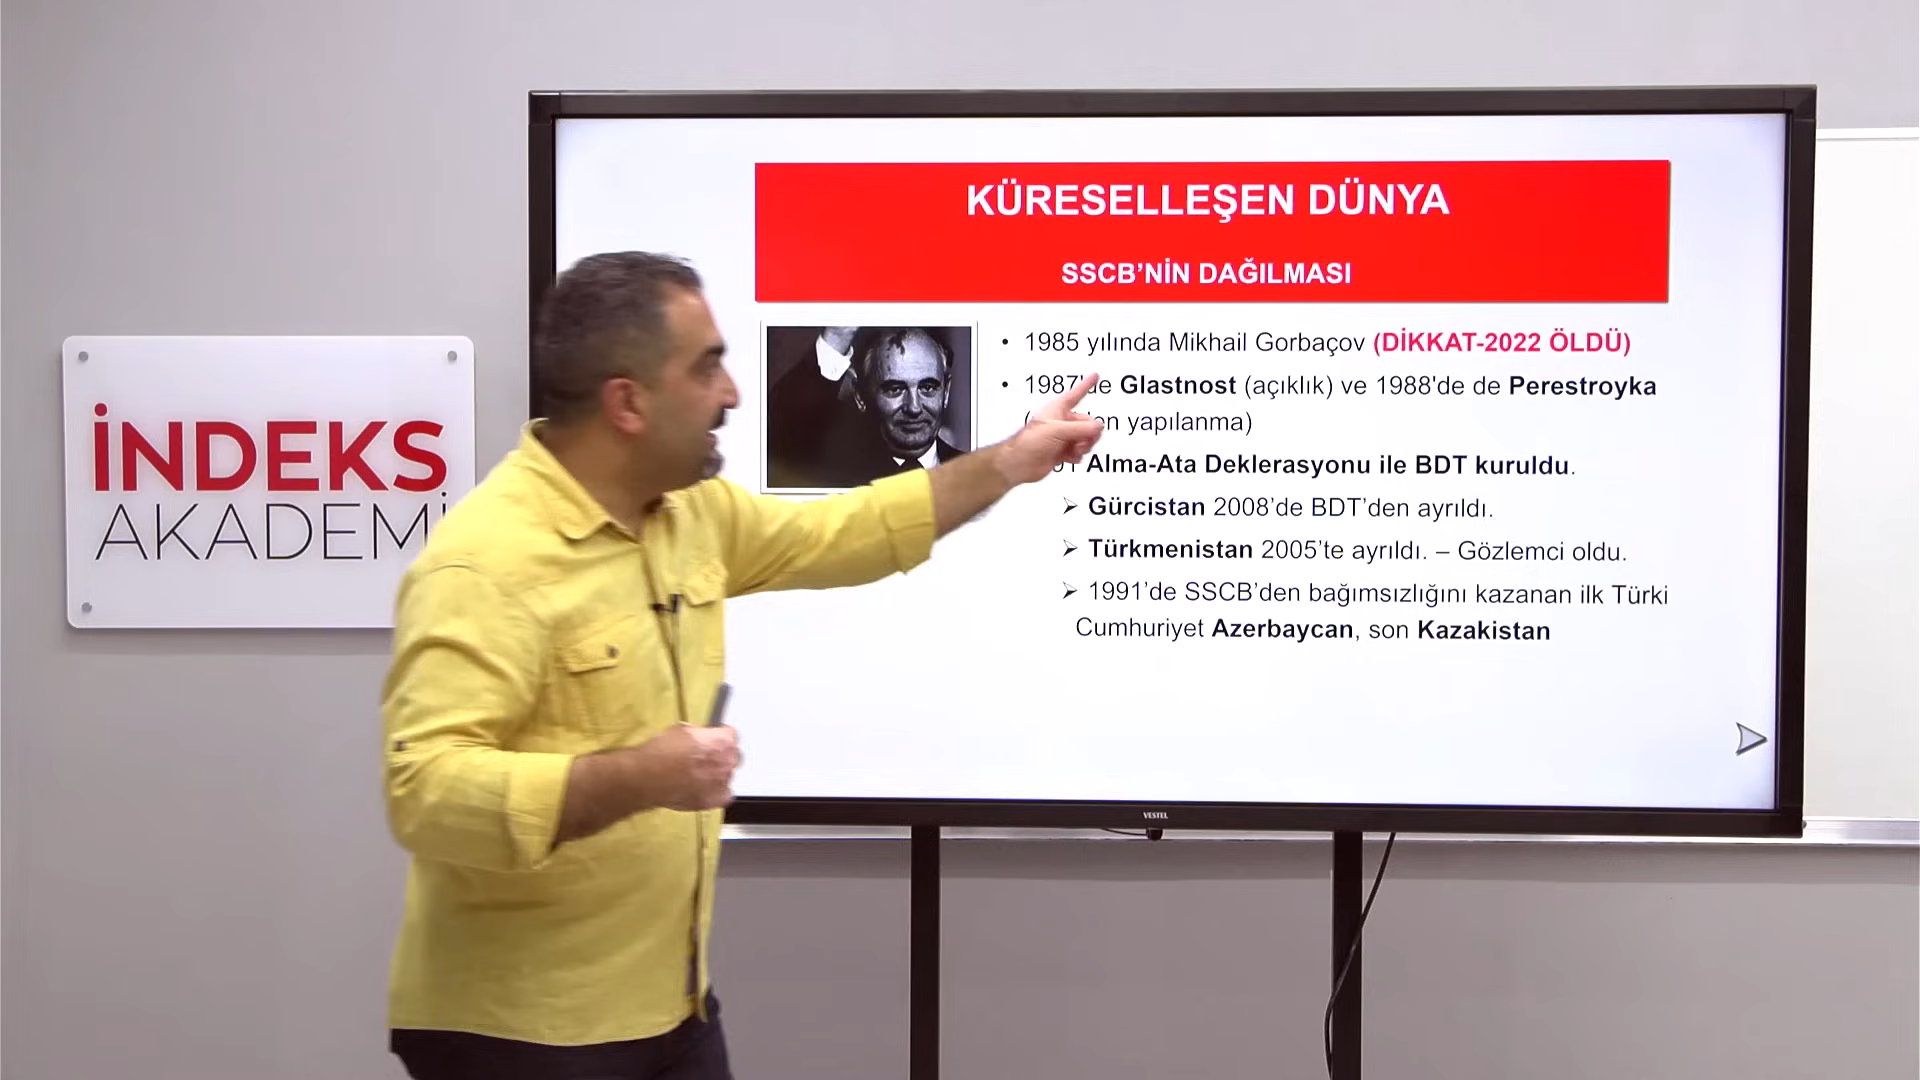 KÜRESELLEŞEN DÜNYA
SSCB’NİN DAĞILMASI
• 1985 yılında Mikhail Gorbaçov (DİKKAT-2022 ÖLDÜ)
• 1987'de Glastnost (açıklık) ve 1988'de de Perestroyka
yapılanma)
Alma-Ata Deklerasyonu ile BDT kuruldu.
➢ Gürcistan 2008’de BDT’den ayrıldı.
➢ Türkmenistan 2005’te ayrıldı. – Gözlemci oldu.
➢ 1991’de SSCB’den bağımsızlığını kazanan ilk Türki
Cumhuriyet Azerbaycan, son Kazakistan
İNDEKS
AKADEMİ
VESTEL